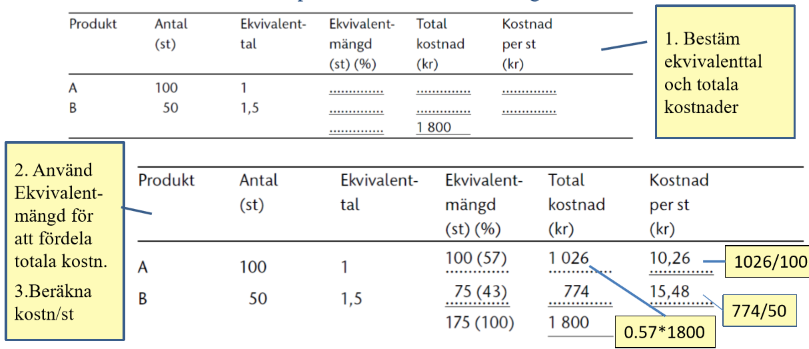 Produkt Antal Ekvivalent- Ekvivalent- Total Kostnad
(st) tal mängd kostnad per st
(st) (%) (kr) (kr)
A 100 1 .............. .............. ..............
B 50 1,5 .............. .............. ..............
.............. 1 800
1. Bestäm
ekvivalenttal
och totala
kostnader
2. Använd
Ekvivalent-
mängd för
att fördela
totala kostn.
3.Beräkna
kostn/st
Produkt Antal Ekvivalent- Ekvivalent- Total Kostnad
(st) tal mängd kostnad per st
(st) (%) (kr) (kr)
A 100 1 100 (57) 1 026 10,26
B 50 1,5 75 (43) 774 15,48
175 (100) 1 800
1026/100
774/50
0.57*1800